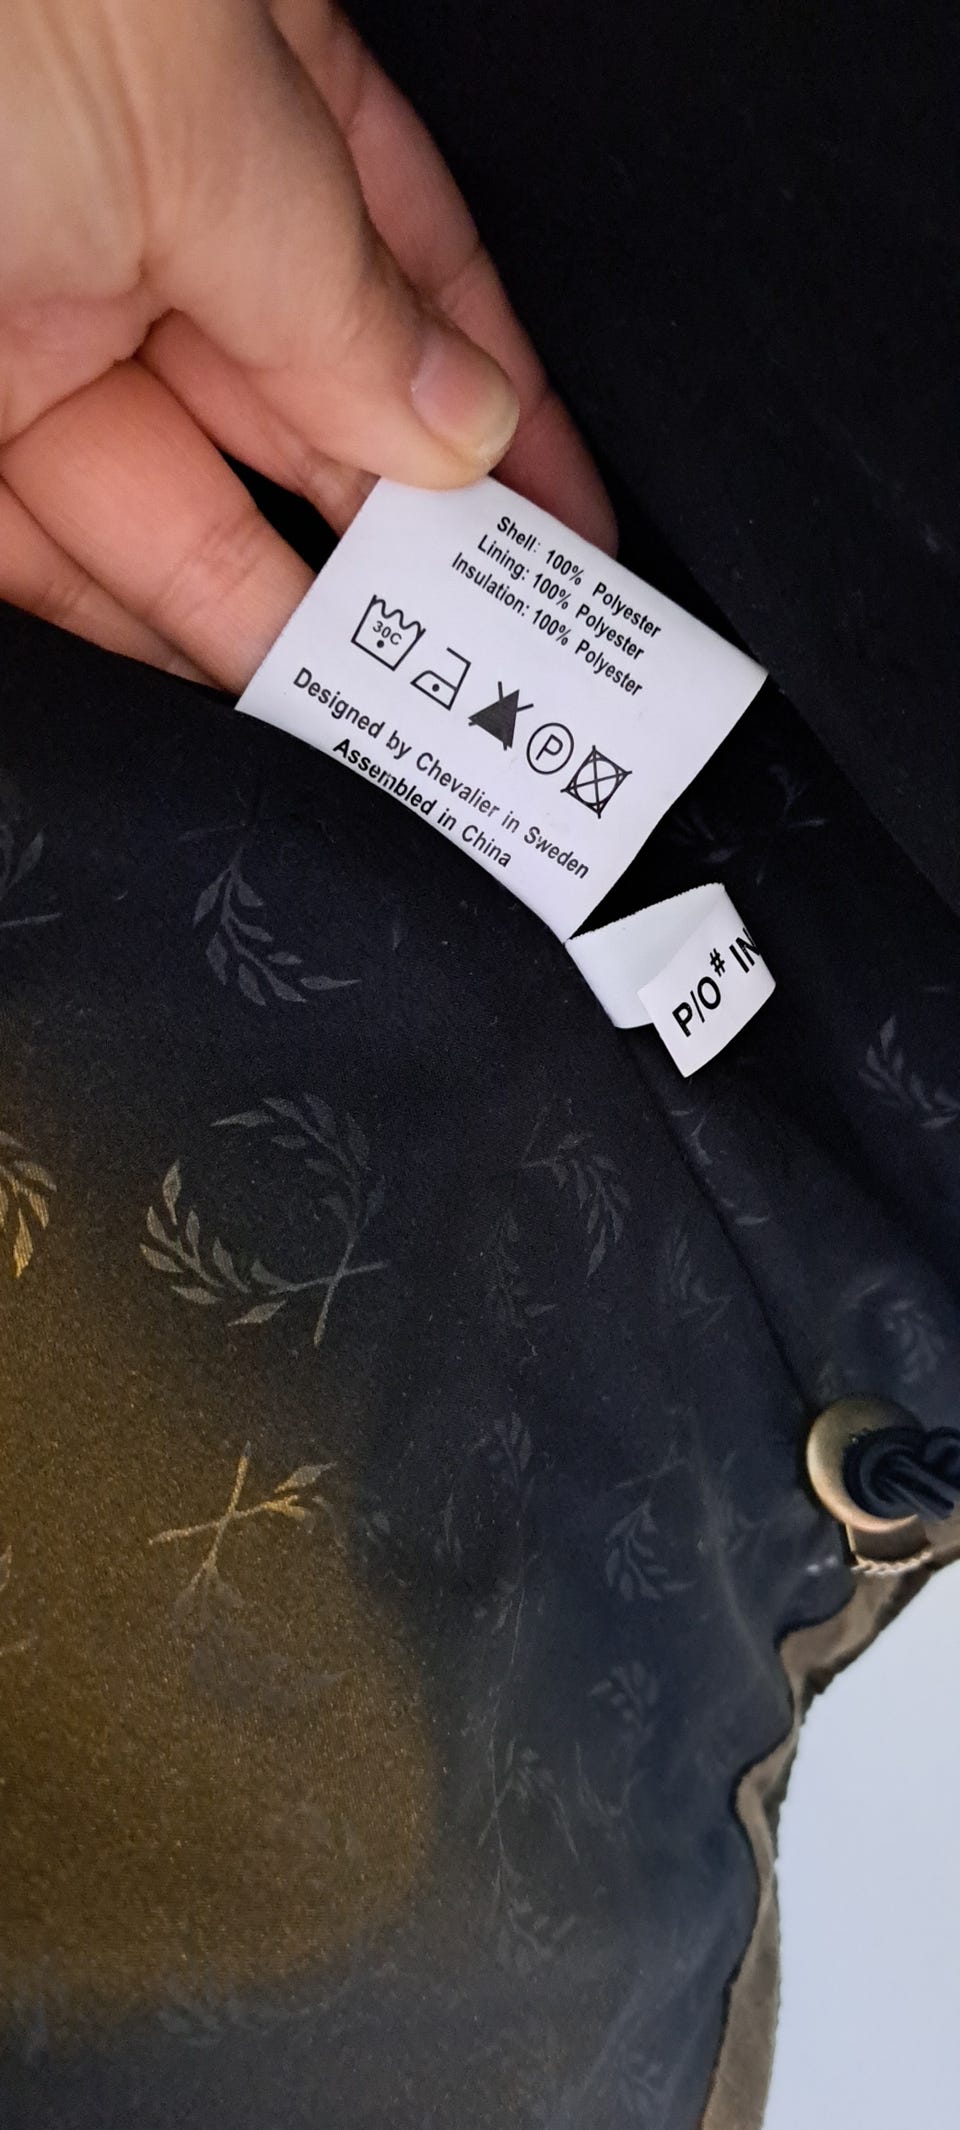 Shell: 100% Polyester
Lining: 100% Polyester
Insulation: 100% Polyester
30C
P
Designed by Chevalier in Sweden
Assembled in China
P/O# IN